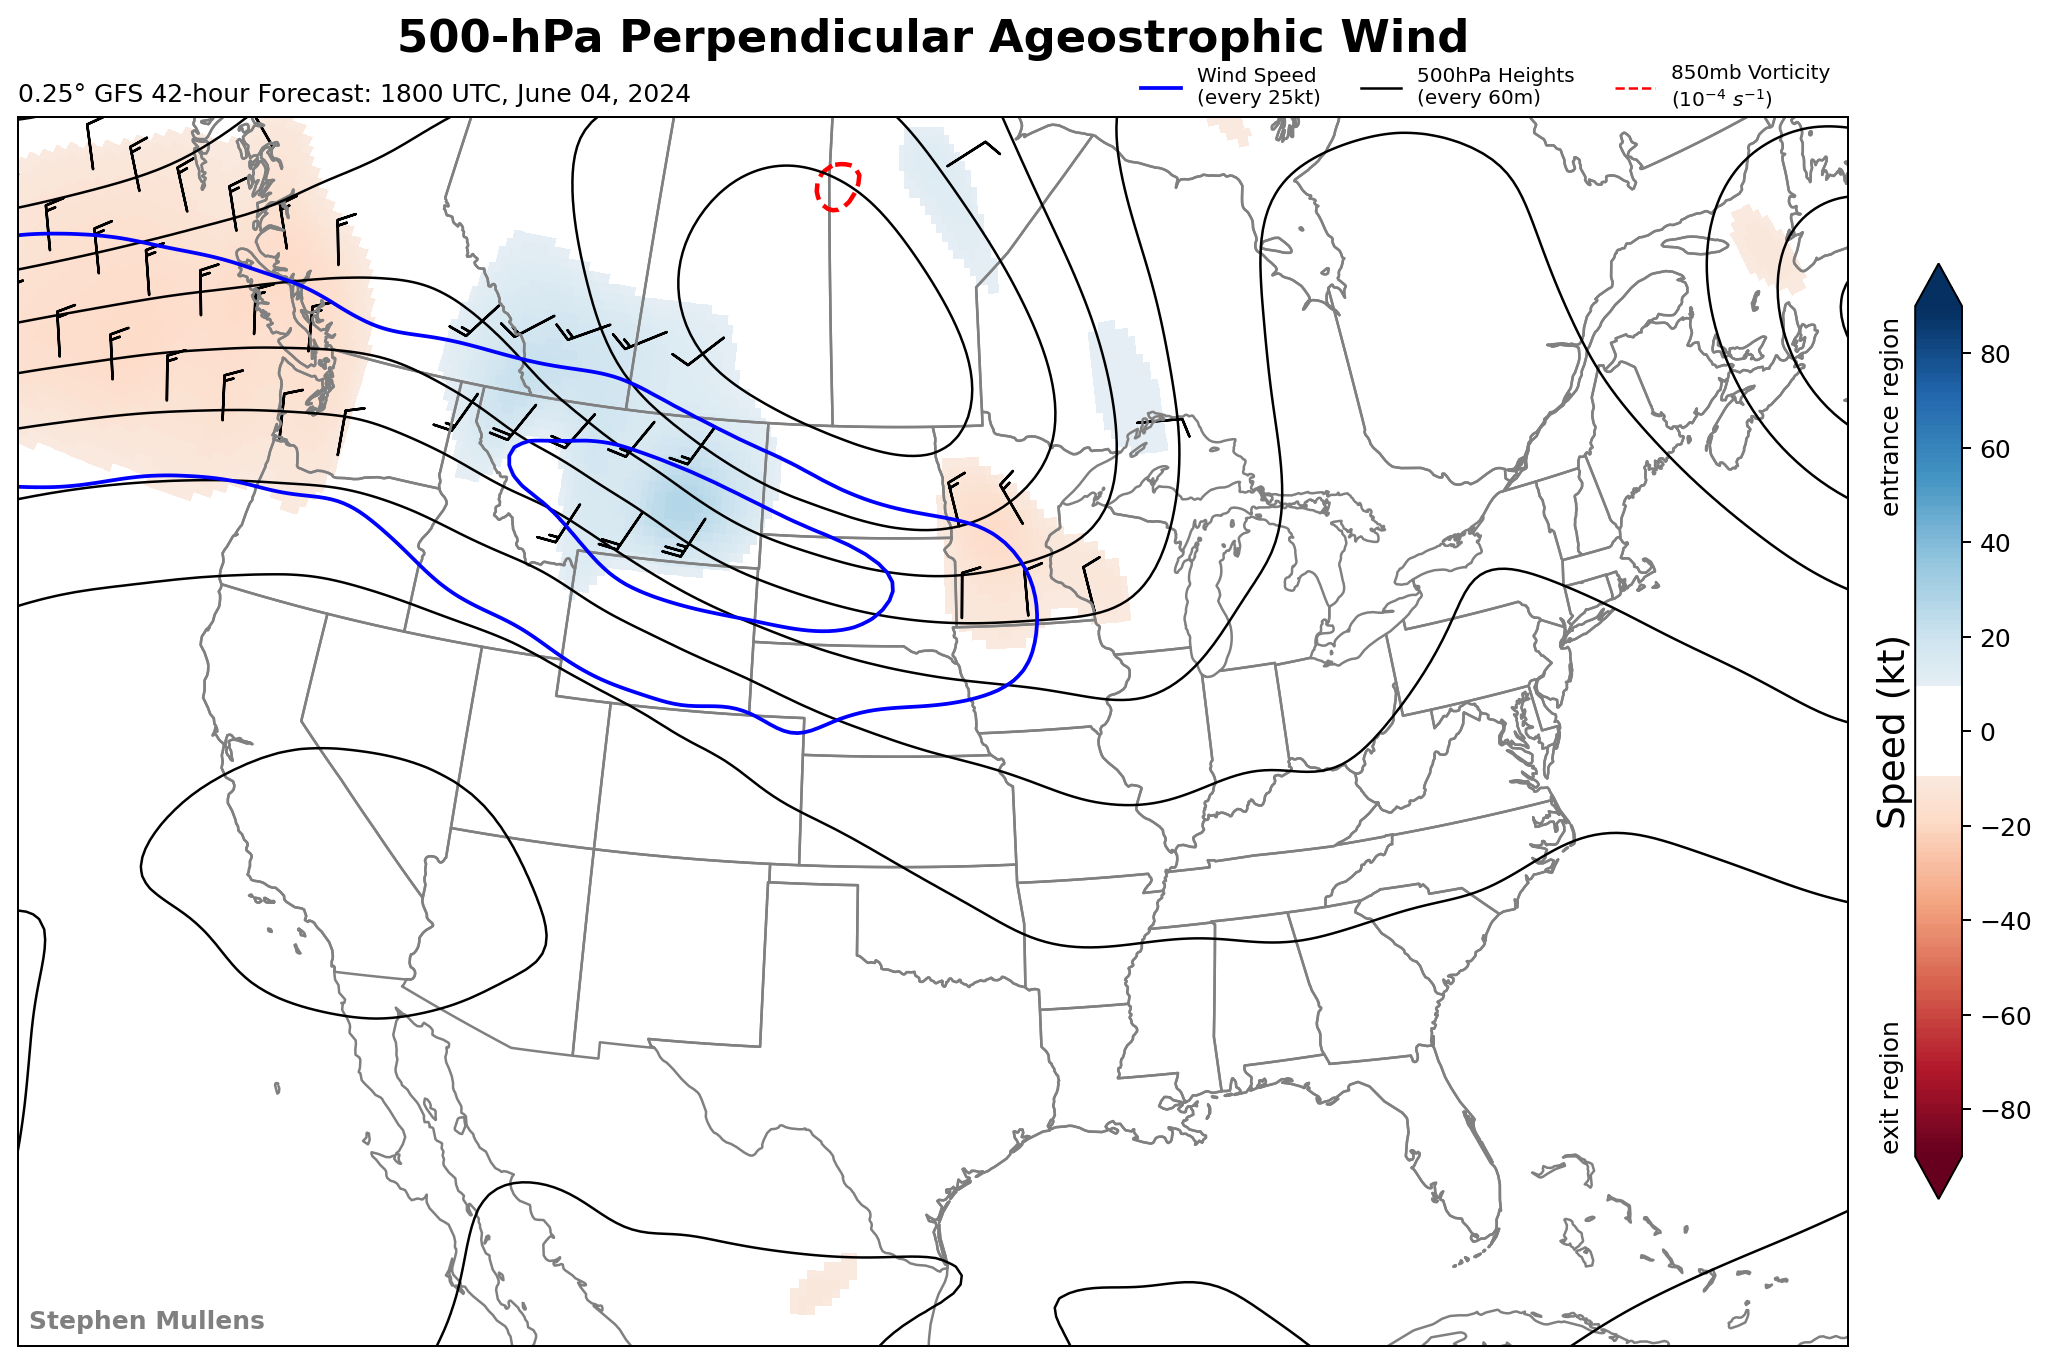 500-hPa Perpendicular Ageostrophic Wind
0.25° GFS 42-hour Forecast: 1800 UTC, June 04, 2024
Wind Speed
(every 25kt)
500hPa Heights
(every 60m)
850mb Vorticity
(10⁻⁴ s⁻¹)
entrance region
Speed (kt)
exit region
80
60
40
20
0
−20
−40
−60
−80
Stephen Mullens